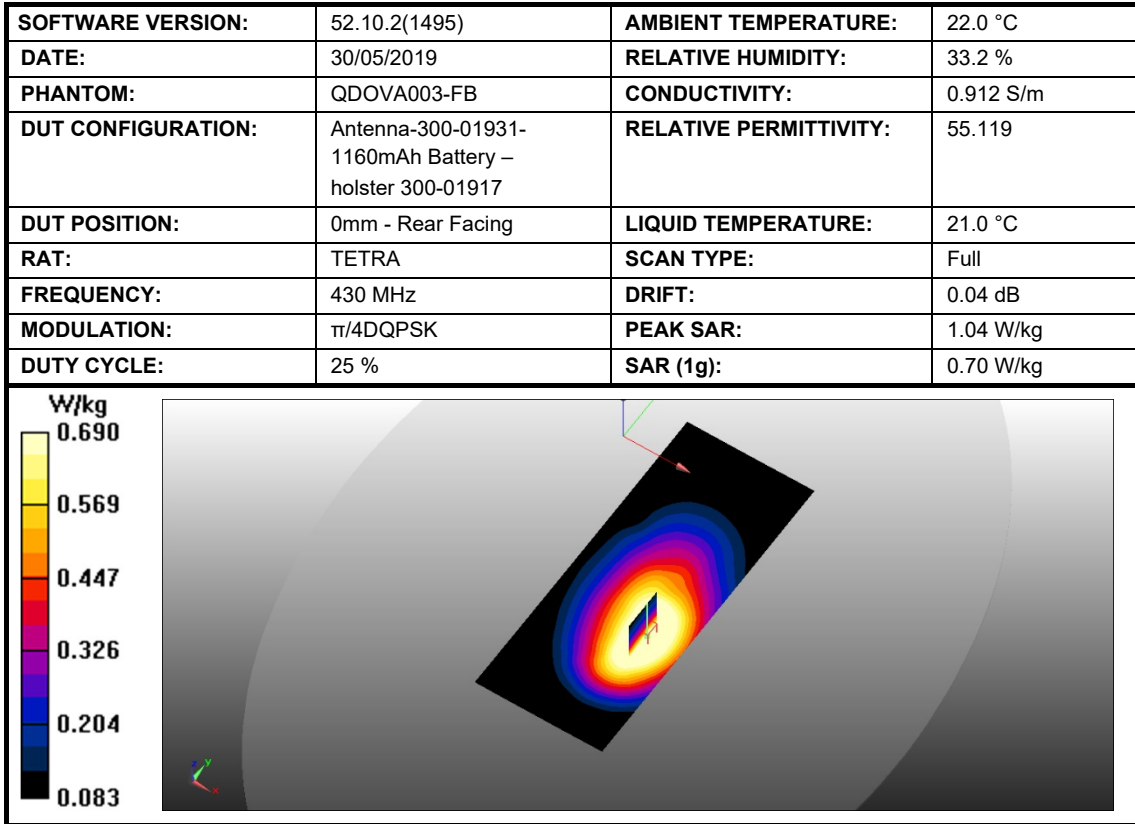 SOFTWARE VERSION: 52.10.2(1495) AMBIENT TEMPERATURE: 22.0 °C
DATE: 30/05/2019 RELATIVE HUMIDITY: 33.2 %
PHANTOM: QDOVA003-FB CONDUCTIVITY: 0.912 S/m
DUT CONFIGURATION: Antenna-300-01931- RELATIVE PERMITTIVITY: 55.119
1160mAh Battery –
holster 300-01917
DUT POSITION: 0mm - Rear Facing LIQUID TEMPERATURE: 21.0 °C
RAT: TETRA SCAN TYPE: Full
FREQUENCY: 430 MHz DRIFT: 0.04 dB
MODULATION: π/4DQPSK PEAK SAR: 1.04 W/kg
DUTY CYCLE: 25 % SAR (1g): 0.70 W/kg
W/kg
0.690
0.569
0.447
0.326
0.204
0.083
z y
x